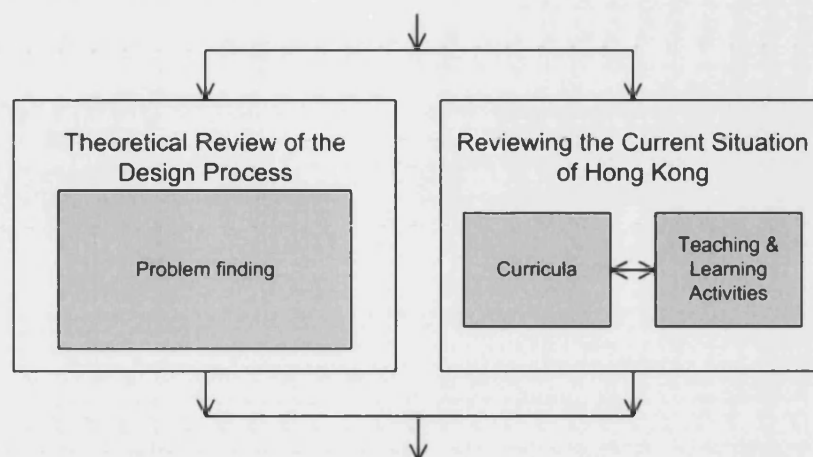 Theoretical Review of the
Design Process
Problem finding
Reviewing the Current Situation
of Hong Kong
Curricula
Teaching &
Learning
Activities